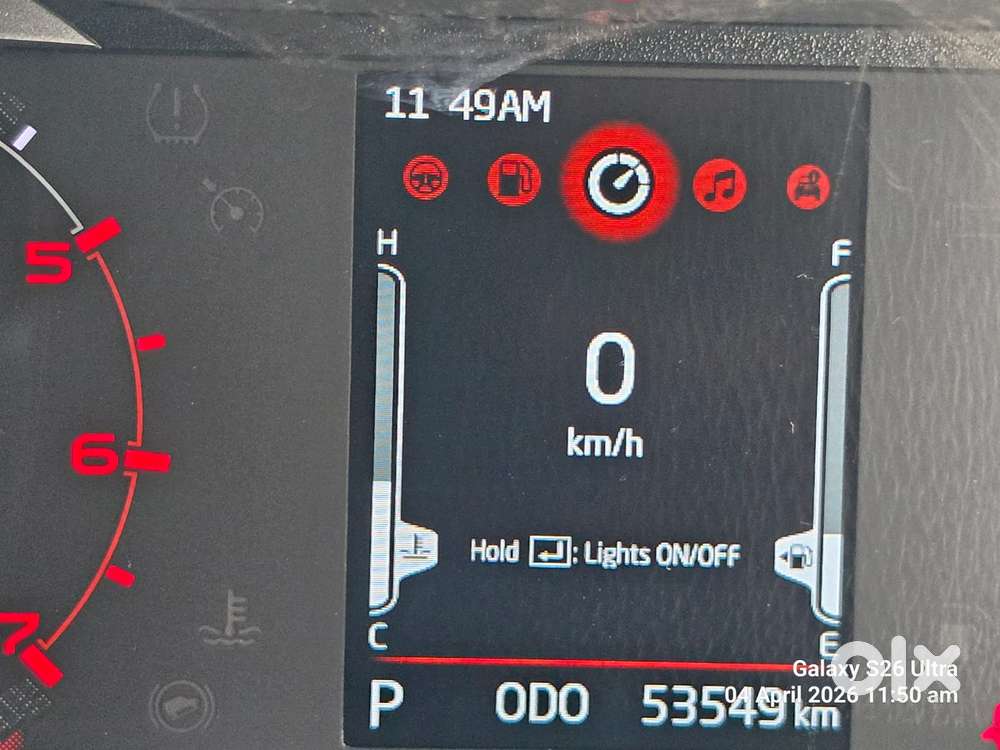 11 49AM
5
H
F
0
km/h
6
Hold : Lights ON/OFF
7
C
E
olx
Galaxy S26 Ultra
04 April 2026 11:50 am
P ODO 53549 km